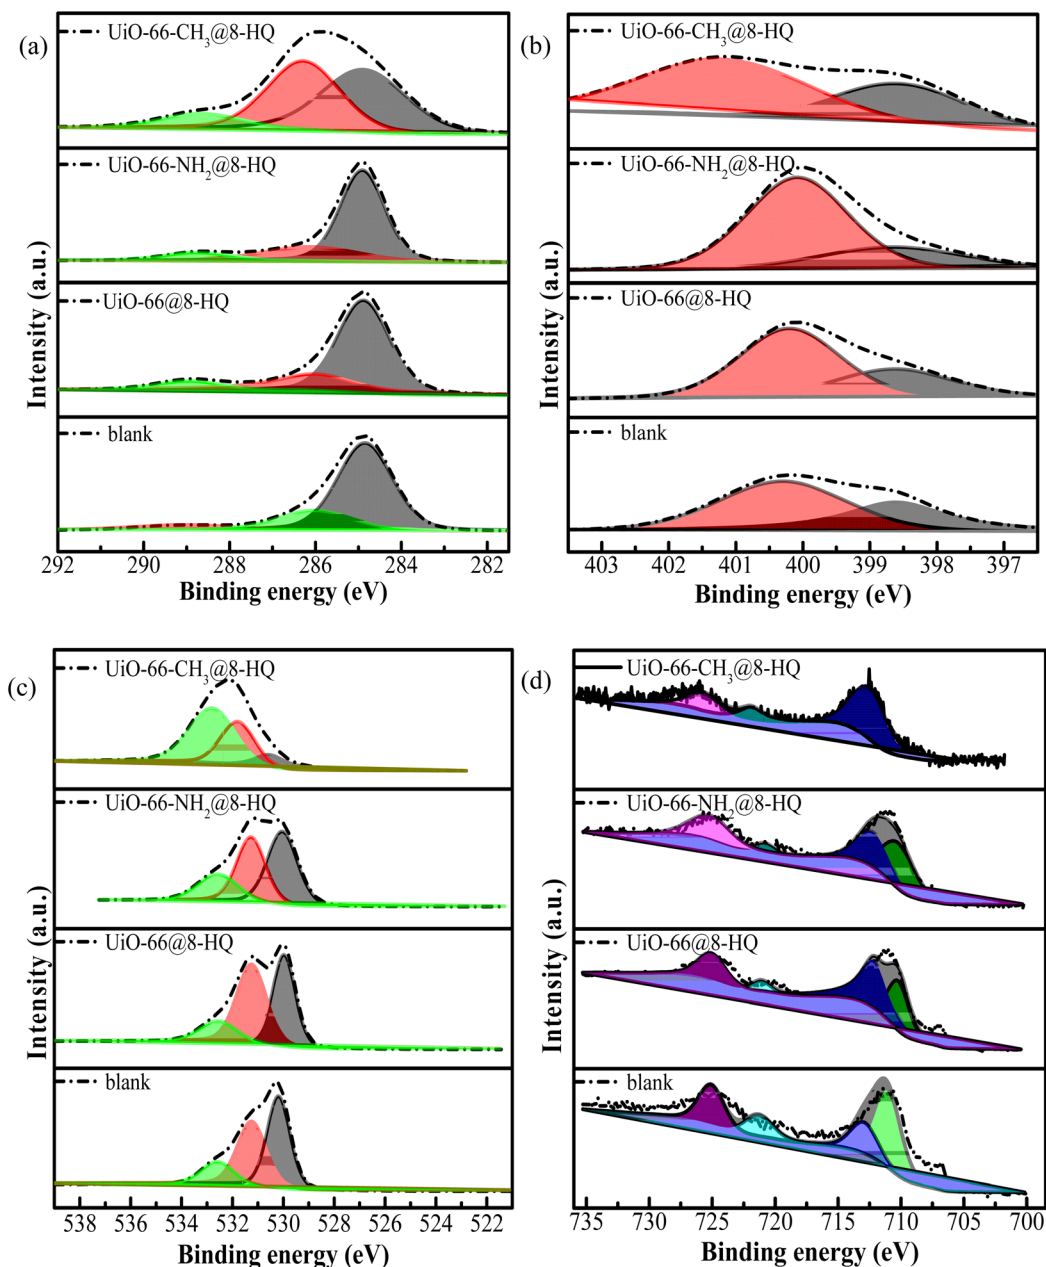 (a)
UiO-66-CH₃@8-HQ
UiO-66-NH₂@8-HQ
UiO-66@8-HQ
blank
Intensity (a.u.)
292 290 288 286 284 282
Binding energy (eV)
(b)
UiO-66-CH₃@8-HQ
UiO-66-NH₂@8-HQ
UiO-66@8-HQ
blank
Intensity (a.u.)
403 402 401 400 399 398 397
Binding energy (eV)
(c)
UiO-66-CH₃@8-HQ
UiO-66-NH₂@8-HQ
UiO-66@8-HQ
blank
Intensity (a.u.)
538 536 534 532 530 528 526 524 522
Binding energy (eV)
(d)
UiO-66-CH₃@8-HQ
UiO-66-NH₂@8-HQ
UiO-66@8-HQ
blank
Intensity (a.u.)
735 730 725 720 715 710 705 700
Binding energy (eV)